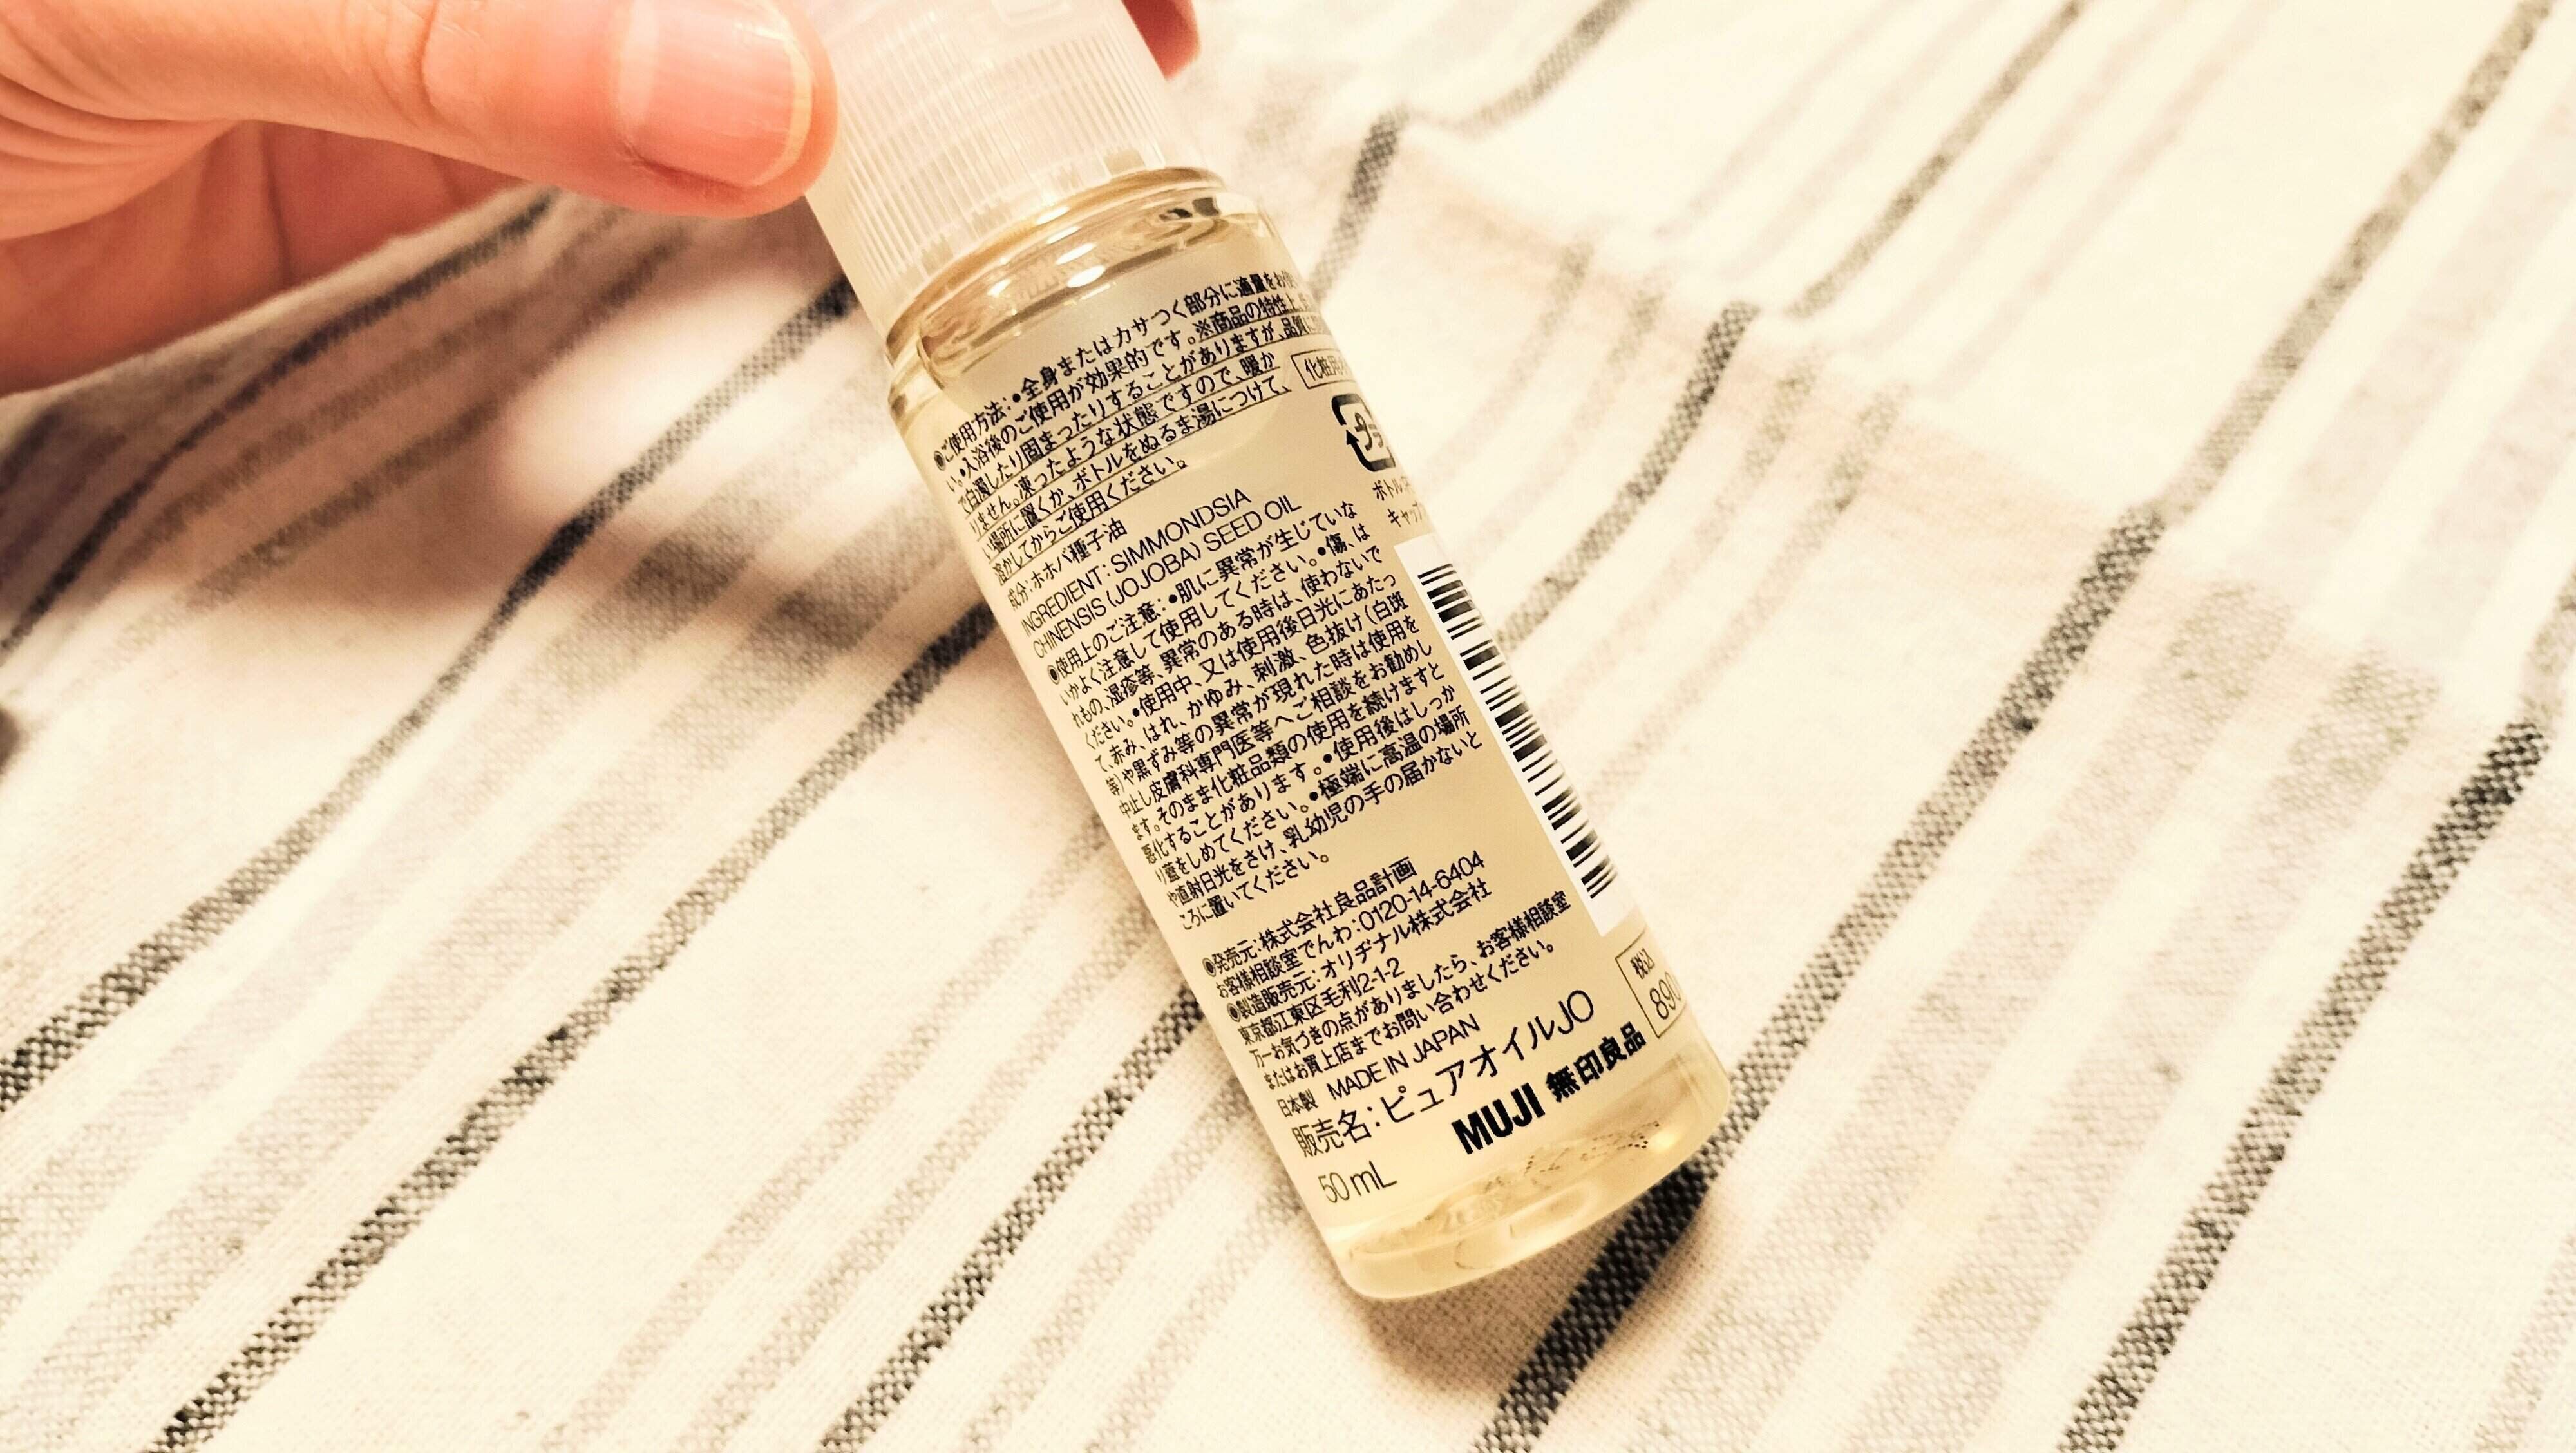 ●ご使用方法：●全身またはカサつく部分に適量をお使
い。●入浴後のご使用が効果的です。※商品の特性上、
で白濁したり固まったりすることがありますが、品質に
りません。凍ったような状態ですので、暖か
い場所に置くか、ボトルをぬるま湯につけて、
溶かしてからご使用ください。
成分：ホホバ種子油
INGREDIENT: SIMMONDSIA
CHINENSIS (JOJOBA) SEED OIL
●使用上のご注意：●肌に異常が生じていな
いかよく注意して使用してください。●傷、は
れもの、湿疹等、異常のある時は、使わないで
ください。●使用中、又は使用後日光にあたっ
て、赤み、はれ、かゆみ、刺激、色抜け（白斑
等）や黒ずみ等の異常が現れた時は使用を
中止し皮膚科専門医等へご相談をお勧めし
ます。そのまま化粧品類の使用を続けますと
悪化することがあります。●使用後はしっか
り蓋をしめてください。●極端に高温の場所
や直射日光をさけ、乳幼児の手の届かないと
ころに置いてください。
●発売元：株式会社良品計画
お客様相談室でんわ：0120-14-6404
●製造販売元：オリヂナル株式会社
東京都江東区毛利2-1-2
万一お気づきの点がありましたら、お客様相談室
またはお買上店までお問い合わせください。
日本製 MADE IN JAPAN
販売名：ピュアオイルJO
MUJI 無印良品
50 mL
化粧用
プラ
ボトル
キャップ
税込
890